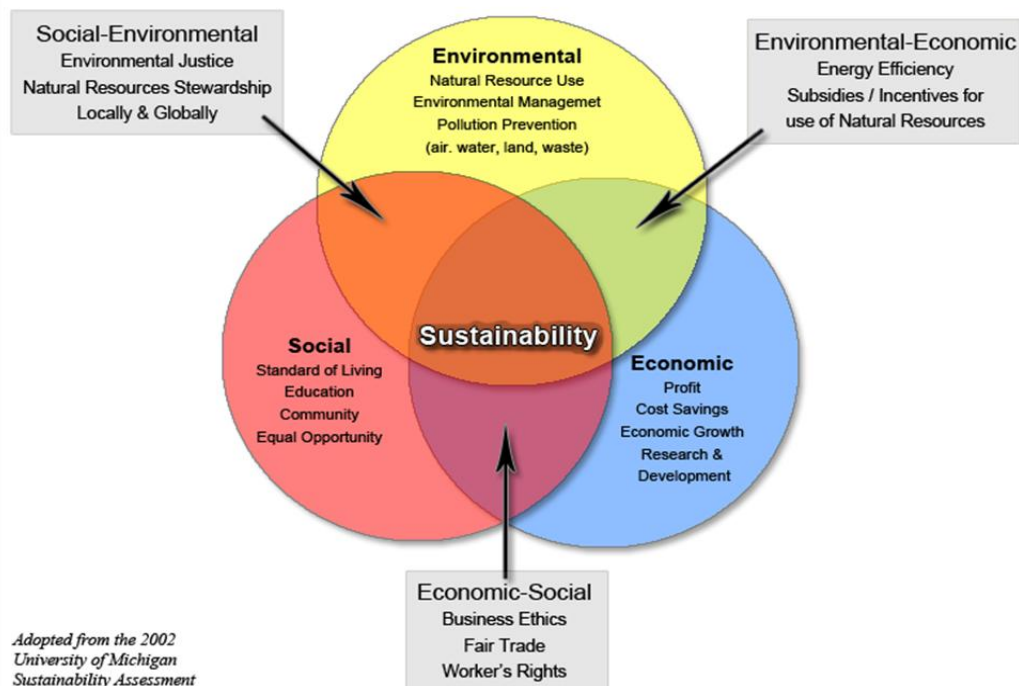 Social-Environmental
Environmental Justice
Natural Resources Stewardship
Locally & Globally
Environmental
Natural Resource Use
Environmental Managemet
Pollution Prevention
(air. water, land, waste)
Environmental-Economic
Energy Efficiency
Subsidies / Incentives for
use of Natural Resources
Sustainability
Social
Standard of Living
Education
Community
Equal Opportunity
Economic
Profit
Cost Savings
Economic Growth
Research &
Development
Economic-Social
Business Ethics
Fair Trade
Worker's Rights
Adopted from the 2002
University of Michigan
Sustainability Assessment